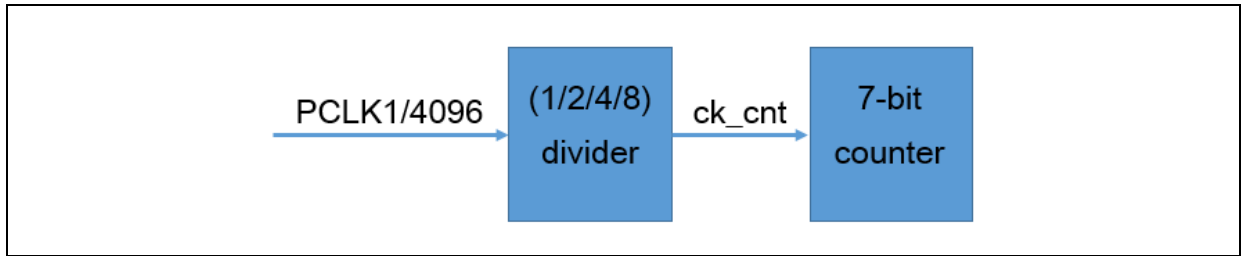 PCLK1/4096
(1/2/4/8)
divider
ck_cnt
7-bit
counter